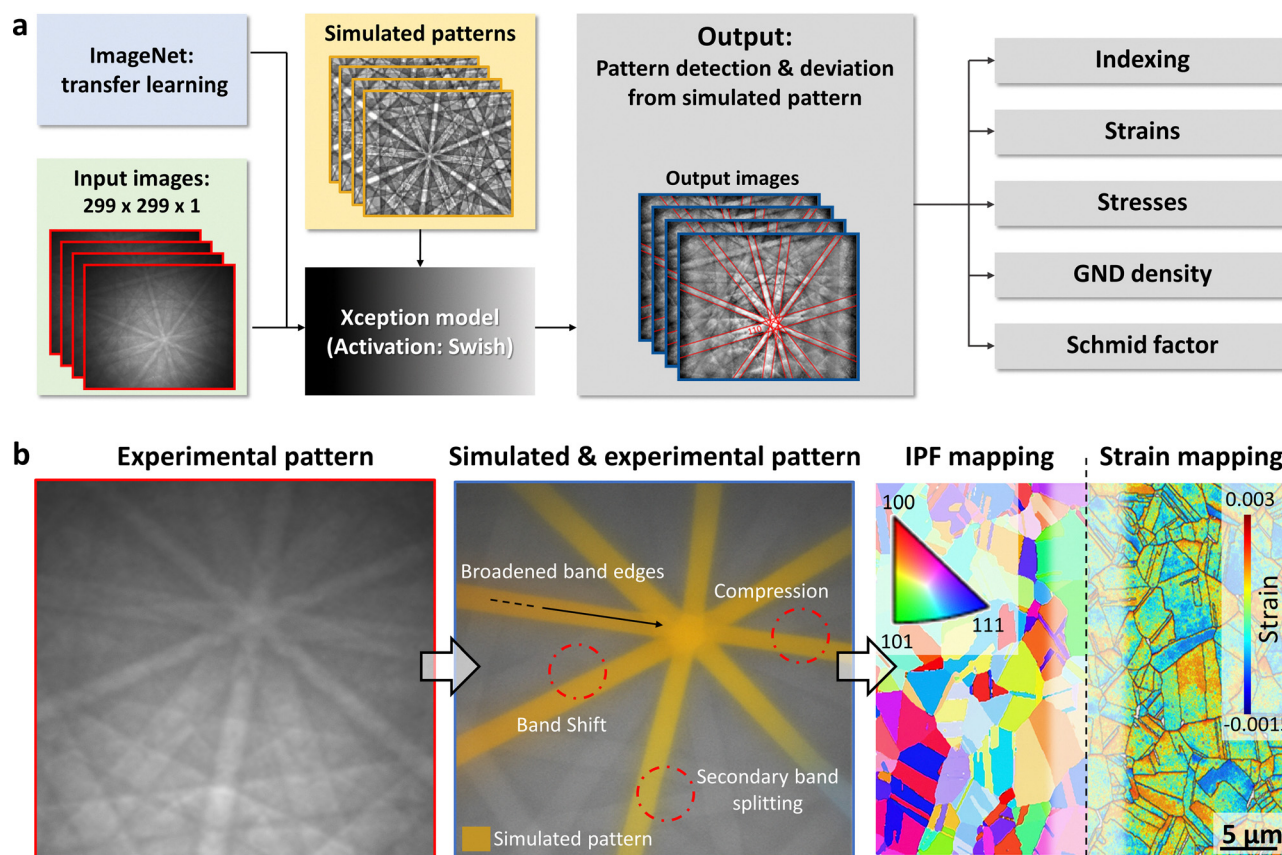 a
ImageNet:
transfer learning
Input images:
299 x 299 x 1
Simulated patterns
Xception model
(Activation: Swish)
Output:
Pattern detection & deviation
from simulated pattern
Output images
Indexing
Strains
Stresses
GND density
Schmid factor
b
Experimental pattern
Simulated & experimental pattern
Broadened band edges
Compression
Band Shift
Secondary band
splitting
Simulated pattern
IPF mapping
100
101
111
Strain mapping
0.003
Strain
5 μm